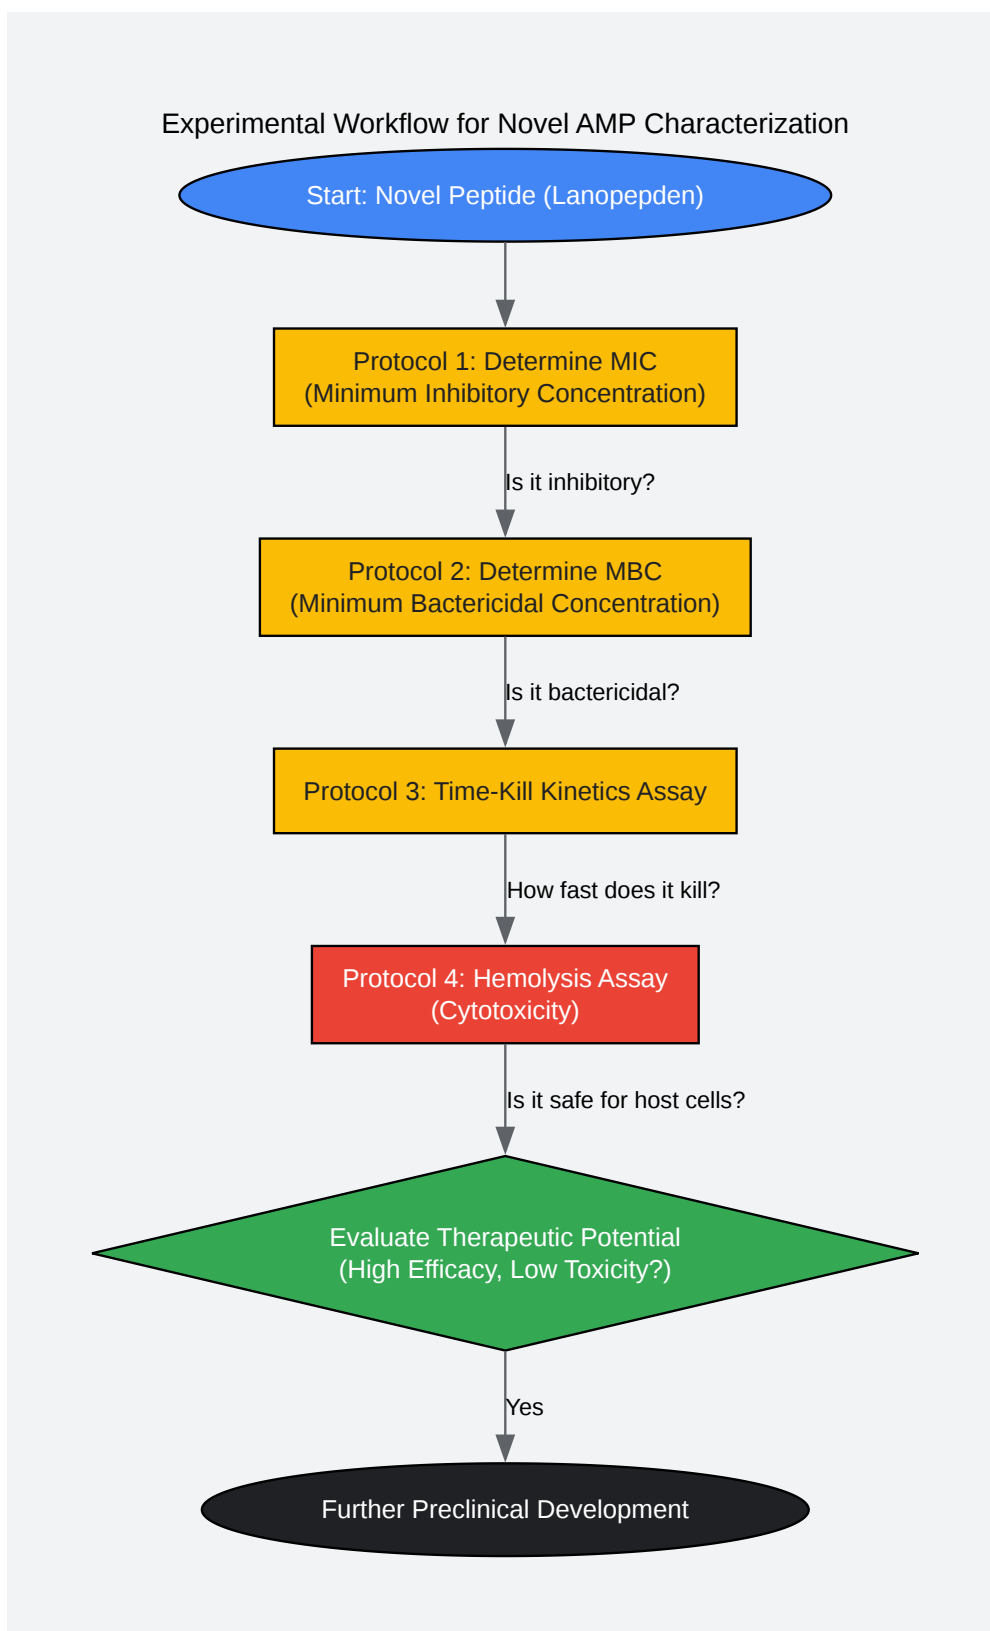 Experimental Workflow for Novel AMP Characterization
Start: Novel Peptide (Lanopepden)
Protocol 1: Determine MIC
(Minimum Inhibitory Concentration)
Is it inhibitory?
Protocol 2: Determine MBC
(Minimum Bactericidal Concentration)
Is it bactericidal?
Protocol 3: Time-Kill Kinetics Assay
How fast does it kill?
Protocol 4: Hemolysis Assay
(Cytotoxicity)
Is it safe for host cells?
Evaluate Therapeutic Potential
(High Efficacy, Low Toxicity?)
Yes
Further Preclinical Development